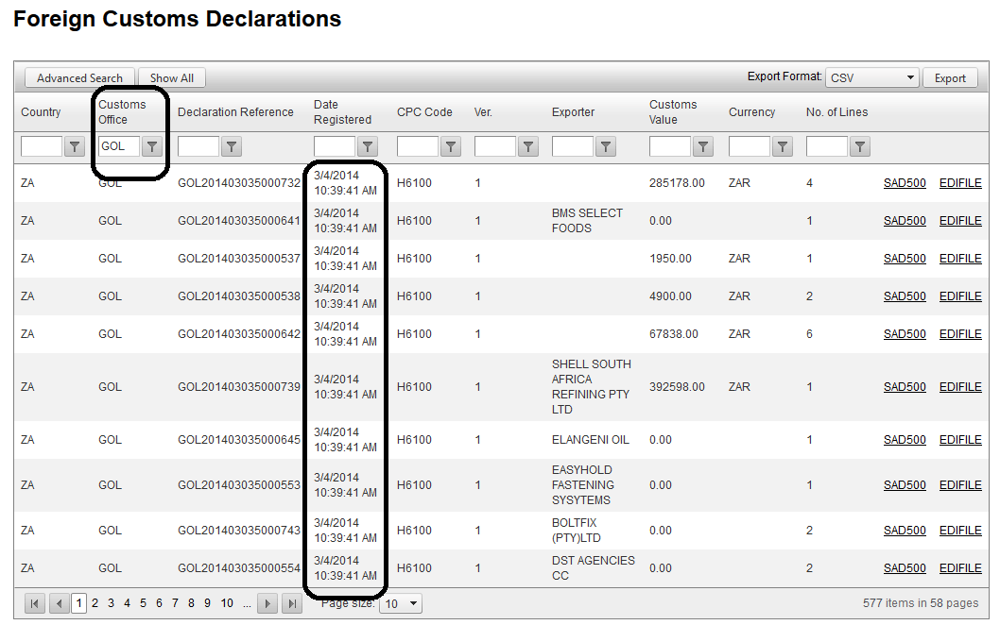 Foreign Customs Declarations
Advanced Search Show All Export Format: CSV Export
Country Customs Office Declaration Reference Date Registered CPC Code Ver. Exporter Customs Value Currency No. of Lines
GOL
ZA GOL GOL201403035000732 3/4/2014 10:39:41 AM H6100 1 285178.00 ZAR 4 SAD500 EDIFILE
ZA GOL GOL201403035000641 3/4/2014 10:39:41 AM H6100 1 BMS SELECT FOODS 0.00 1 SAD500 EDIFILE
ZA GOL GOL201403035000537 3/4/2014 10:39:41 AM H6100 1 1950.00 ZAR 1 SAD500 EDIFILE
ZA GOL GOL201403035000538 3/4/2014 10:39:41 AM H6100 1 4900.00 ZAR 2 SAD500 EDIFILE
ZA GOL GOL201403035000642 3/4/2014 10:39:41 AM H6100 1 67838.00 ZAR 6 SAD500 EDIFILE
ZA GOL GOL201403035000739 3/4/2014 10:39:41 AM H6100 1 SHELL SOUTH AFRICA REFINING PTY LTD 392598.00 ZAR 1 SAD500 EDIFILE
ZA GOL GOL201403035000645 3/4/2014 10:39:41 AM H6100 1 ELANGENI OIL 0.00 1 SAD500 EDIFILE
ZA GOL GOL201403035000553 3/4/2014 10:39:41 AM H6100 1 EASYHOLD FASTENING SYSYTEMS 0.00 1 SAD500 EDIFILE
ZA GOL GOL201403035000743 3/4/2014 10:39:41 AM H6100 1 BOLTFIX (PTY)LTD 0.00 2 SAD500 EDIFILE
ZA GOL GOL201403035000554 3/4/2014 10:39:41 AM H6100 1 DST AGENCIES CC 0.00 2 SAD500 EDIFILE
1 2 3 4 5 6 7 8 9 10 ... Page size: 10 577 items in 58 pages